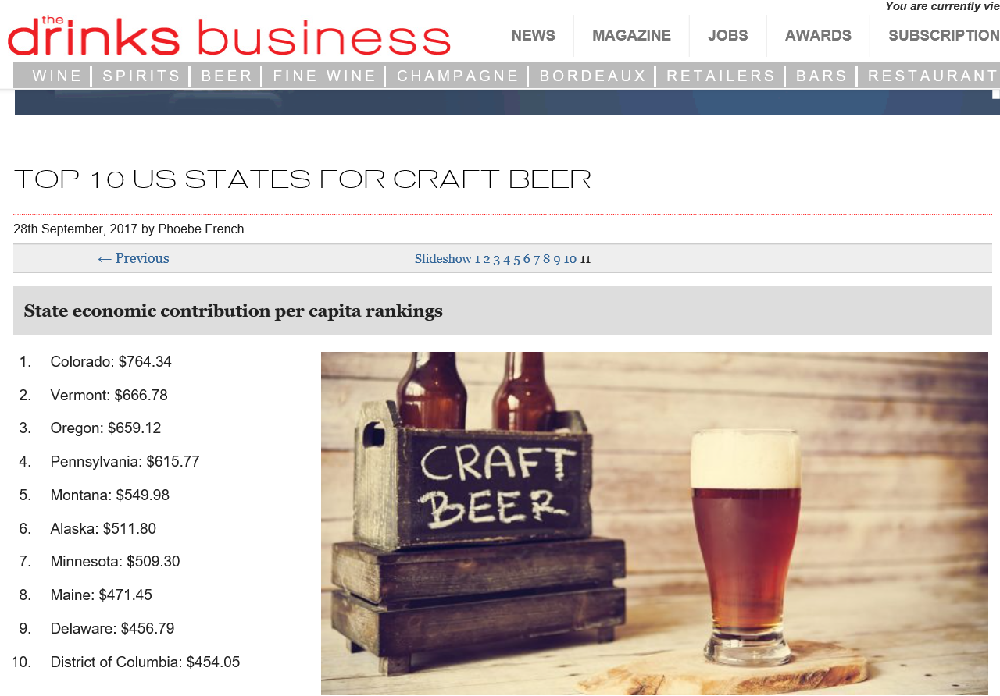 You are currently vie
the
drinks business
NEWS MAGAZINE JOBS AWARDS SUBSCRIPTION
WINE SPIRITS BEER FINE WINE CHAMPAGNE BORDEAUX RETAILERS BARS RESTAURANT
TOP 10 US STATES FOR CRAFT BEER
28th September, 2017 by Phoebe French
← Previous Slideshow 1 2 3 4 5 6 7 8 9 10 11
State economic contribution per capita rankings
1. Colorado: $764.34
2. Vermont: $666.78
3. Oregon: $659.12
4. Pennsylvania: $615.77
5. Montana: $549.98
6. Alaska: $511.80
7. Minnesota: $509.30
8. Maine: $471.45
9. Delaware: $456.79
10. District of Columbia: $454.05
CRAFT
BEER